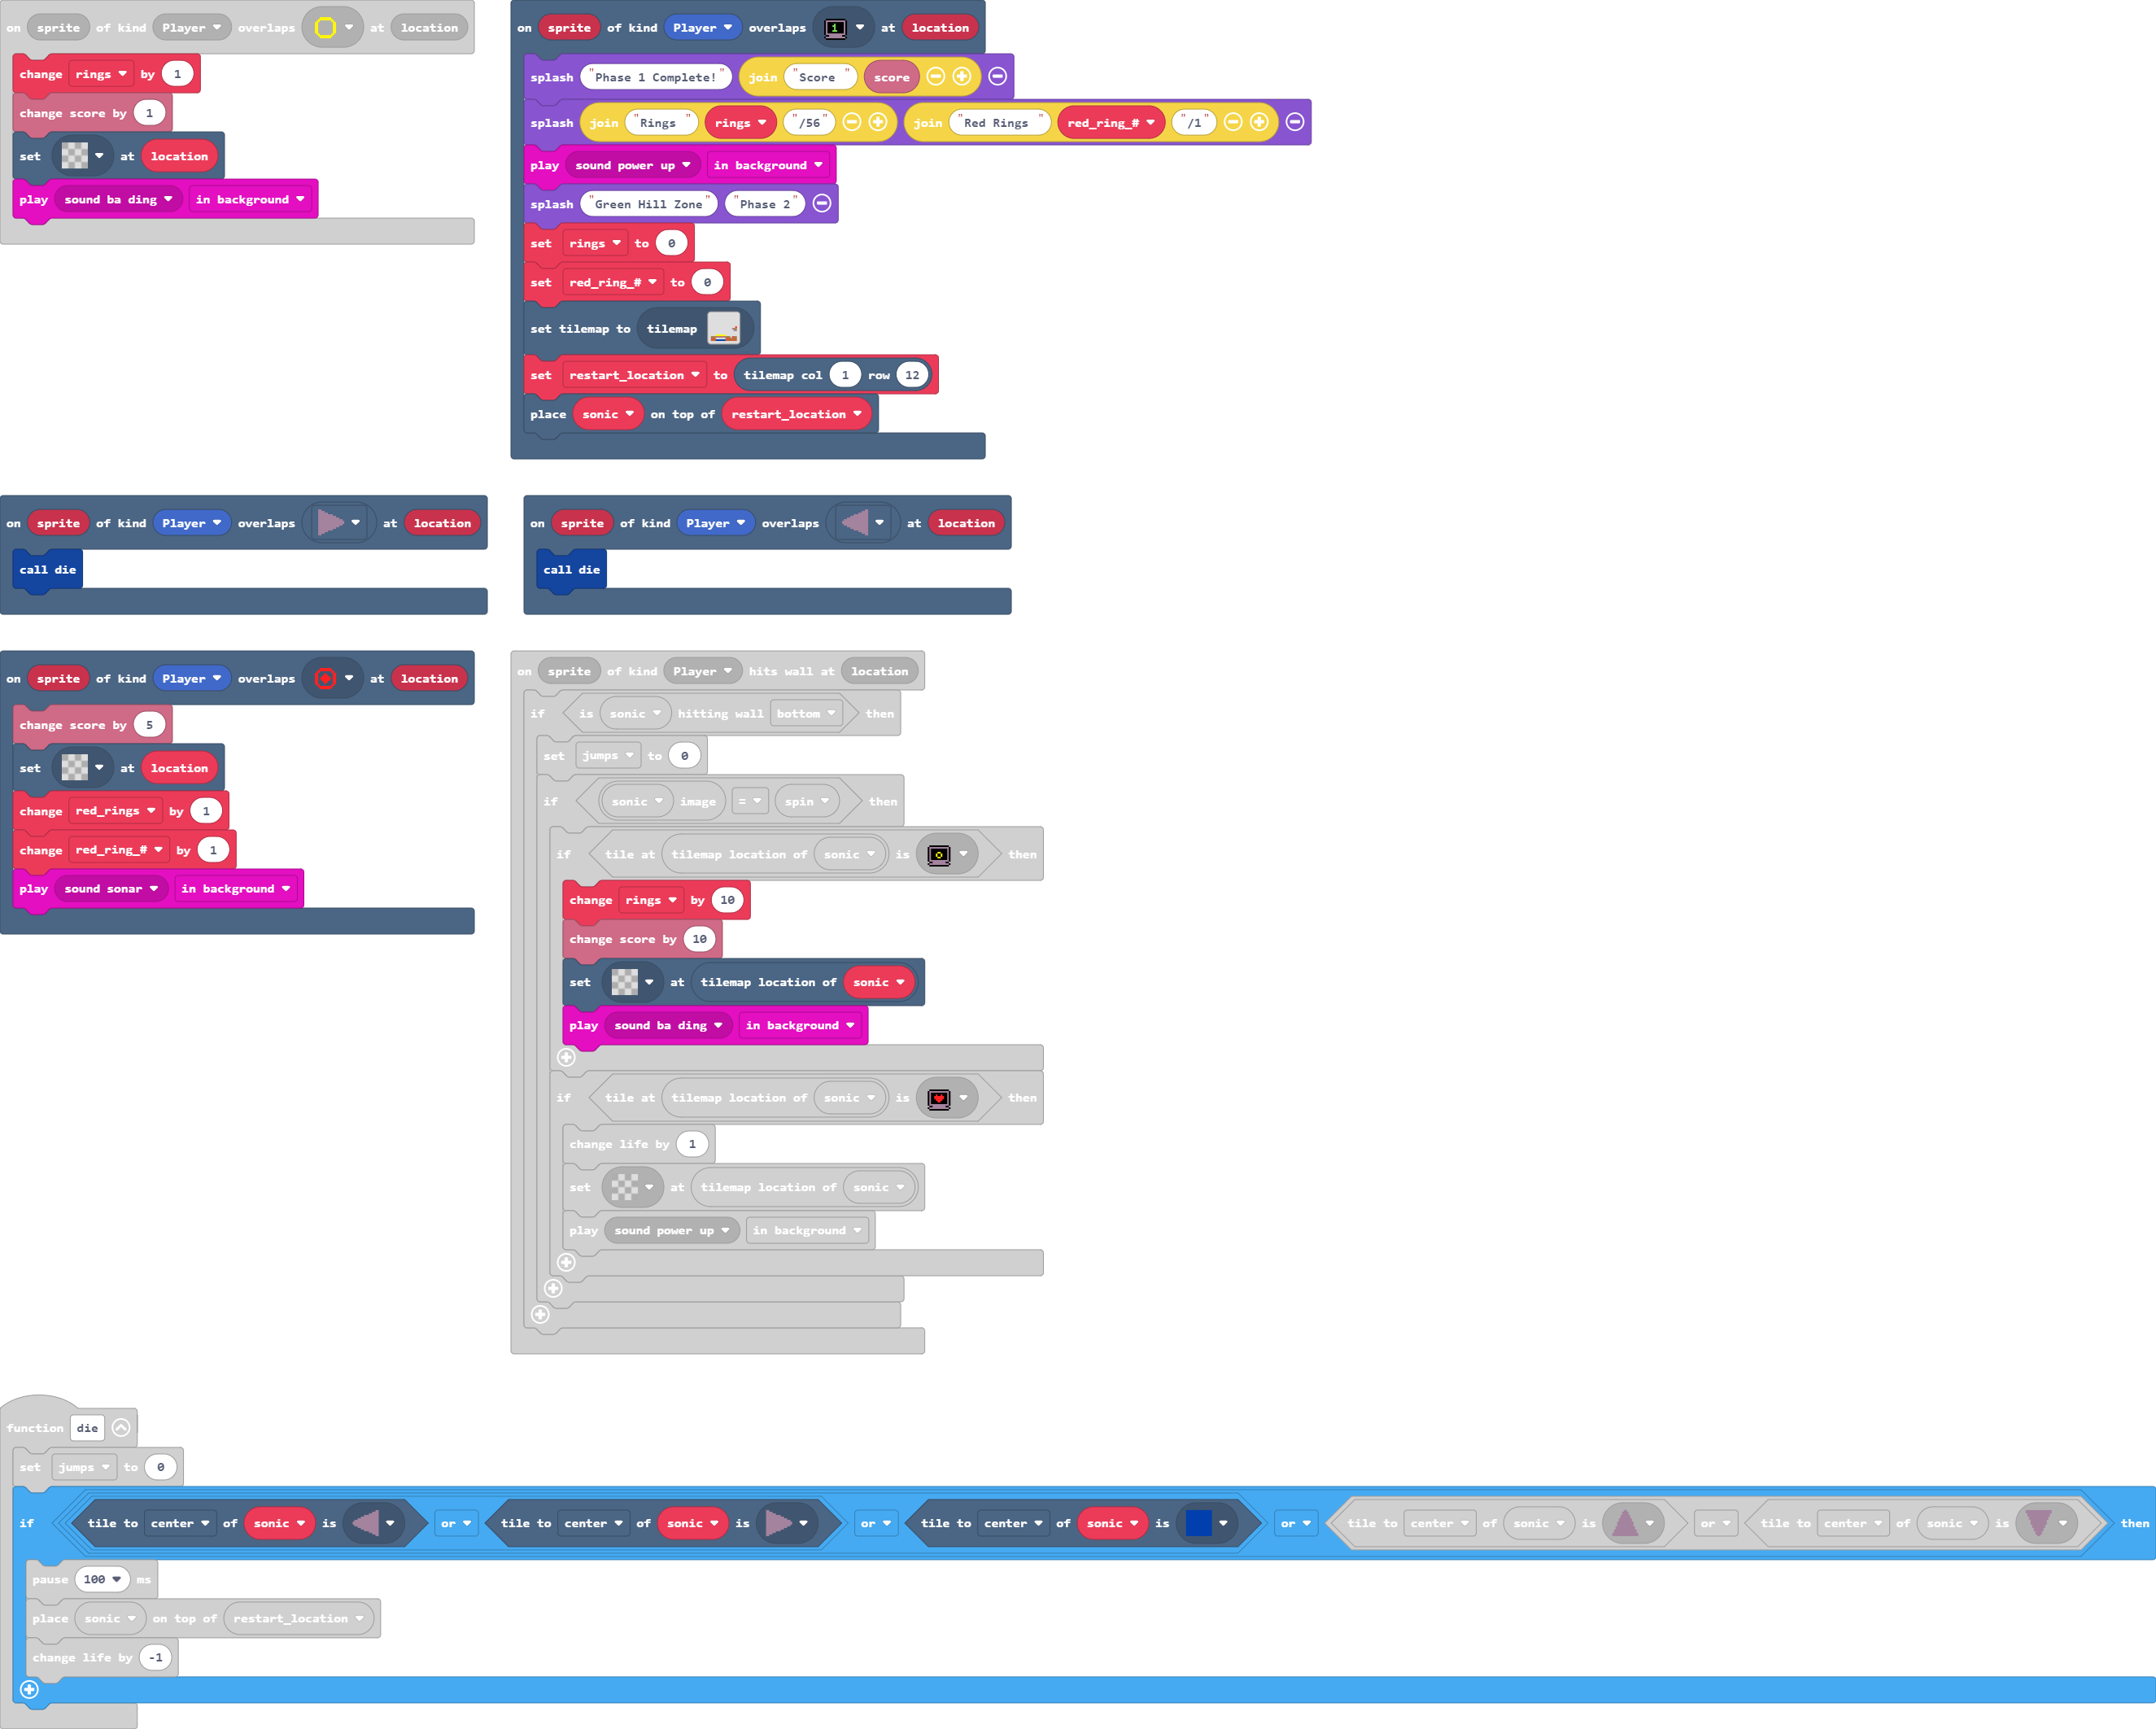 on sprite of kind Player overlaps at location
change rings by 1
change score by 1
set at location
play sound ba ding in background
on sprite of kind Player overlaps 1 at location
splash "Phase 1 Complete!" join "Score " score
splash join "Rings " rings "/56" join "Red Rings " red_ring_# "/1"
play sound power up in background
splash "Green Hill Zone" "Phase 2"
set rings to 0
set red_ring_# to 0
set tilemap to tilemap
set restart_location to tilemap col 1 row 12
place sonic on top of restart_location
on sprite of kind Player overlaps at location
call die
on sprite of kind Player overlaps at location
call die
on sprite of kind Player overlaps at location
change score by 5
set at location
change red_rings by 1
change red_ring_# by 1
play sound sonar in background
on sprite of kind Player hits wall at location
if is sonic hitting wall bottom then
set jumps to 0
if sonic image = spin then
if tile at tilemap location of sonic is then
change rings by 10
change score by 10
set at tilemap location of sonic
play sound ba ding in background
if tile at tilemap location of sonic is then
change life by 1
set at tilemap location of sonic
play sound power up in background
function die
set jumps to 0
if tile to center of sonic is or tile to center of sonic is or tile to center of sonic is or tile to center of sonic is or tile to center of sonic is then
pause 100 ms
place sonic on top of restart_location
change life by -1